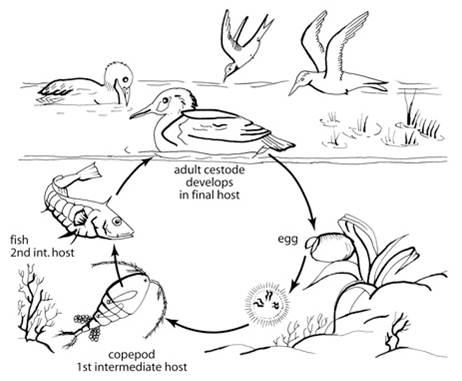 adult cestode
develops
in final host
egg
fish
2nd int. host
copepod
1st intermediate host